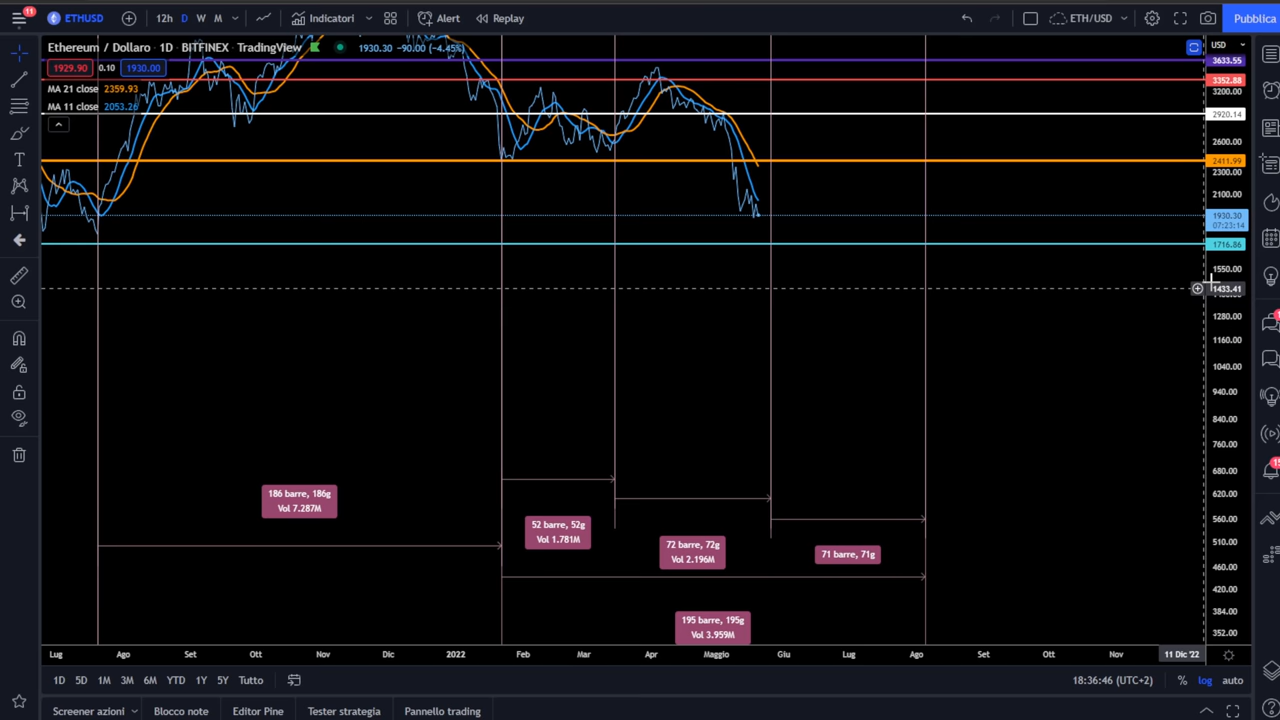 11
ETHUSD
12h D W M
Indicatori
Alert
Replay
ETH/USD
Pubblica
Ethereum / Dollaro · 1D · BITFINEX · TradingView
1930.30 -90.00 (-4.45%)
USD
1929.90 0.10 1930.00
MA 21 close 2359.93
MA 11 close 2053.26
3633.55
3352.88
3200.00
2920.14
2600.00
2411.99
2300.00
2100.00
1930.30
07:23:14
1716.86
1550.00
1433.41
1280.00
1160.00
1040.00
940.00
840.00
760.00
680.00
620.00
560.00
510.00
460.00
420.00
384.00
352.00
186 barre, 186g
Vol 7.287M
52 barre, 52g
Vol 1.781M
72 barre, 72g
Vol 2.196M
71 barre, 71g
195 barre, 195g
Vol 3.959M
Lug Ago Set Ott Nov Dic 2022 Feb Mar Apr Maggio Giu Lug Ago Set Ott Nov 11 Dic '22
1D 5D 1M 3M 6M YTD 1Y 5Y Tutto
18:36:46 (UTC+2) % log auto
Screener azioni
Blocco note
Editor Pine
Tester strategia
Pannello trading